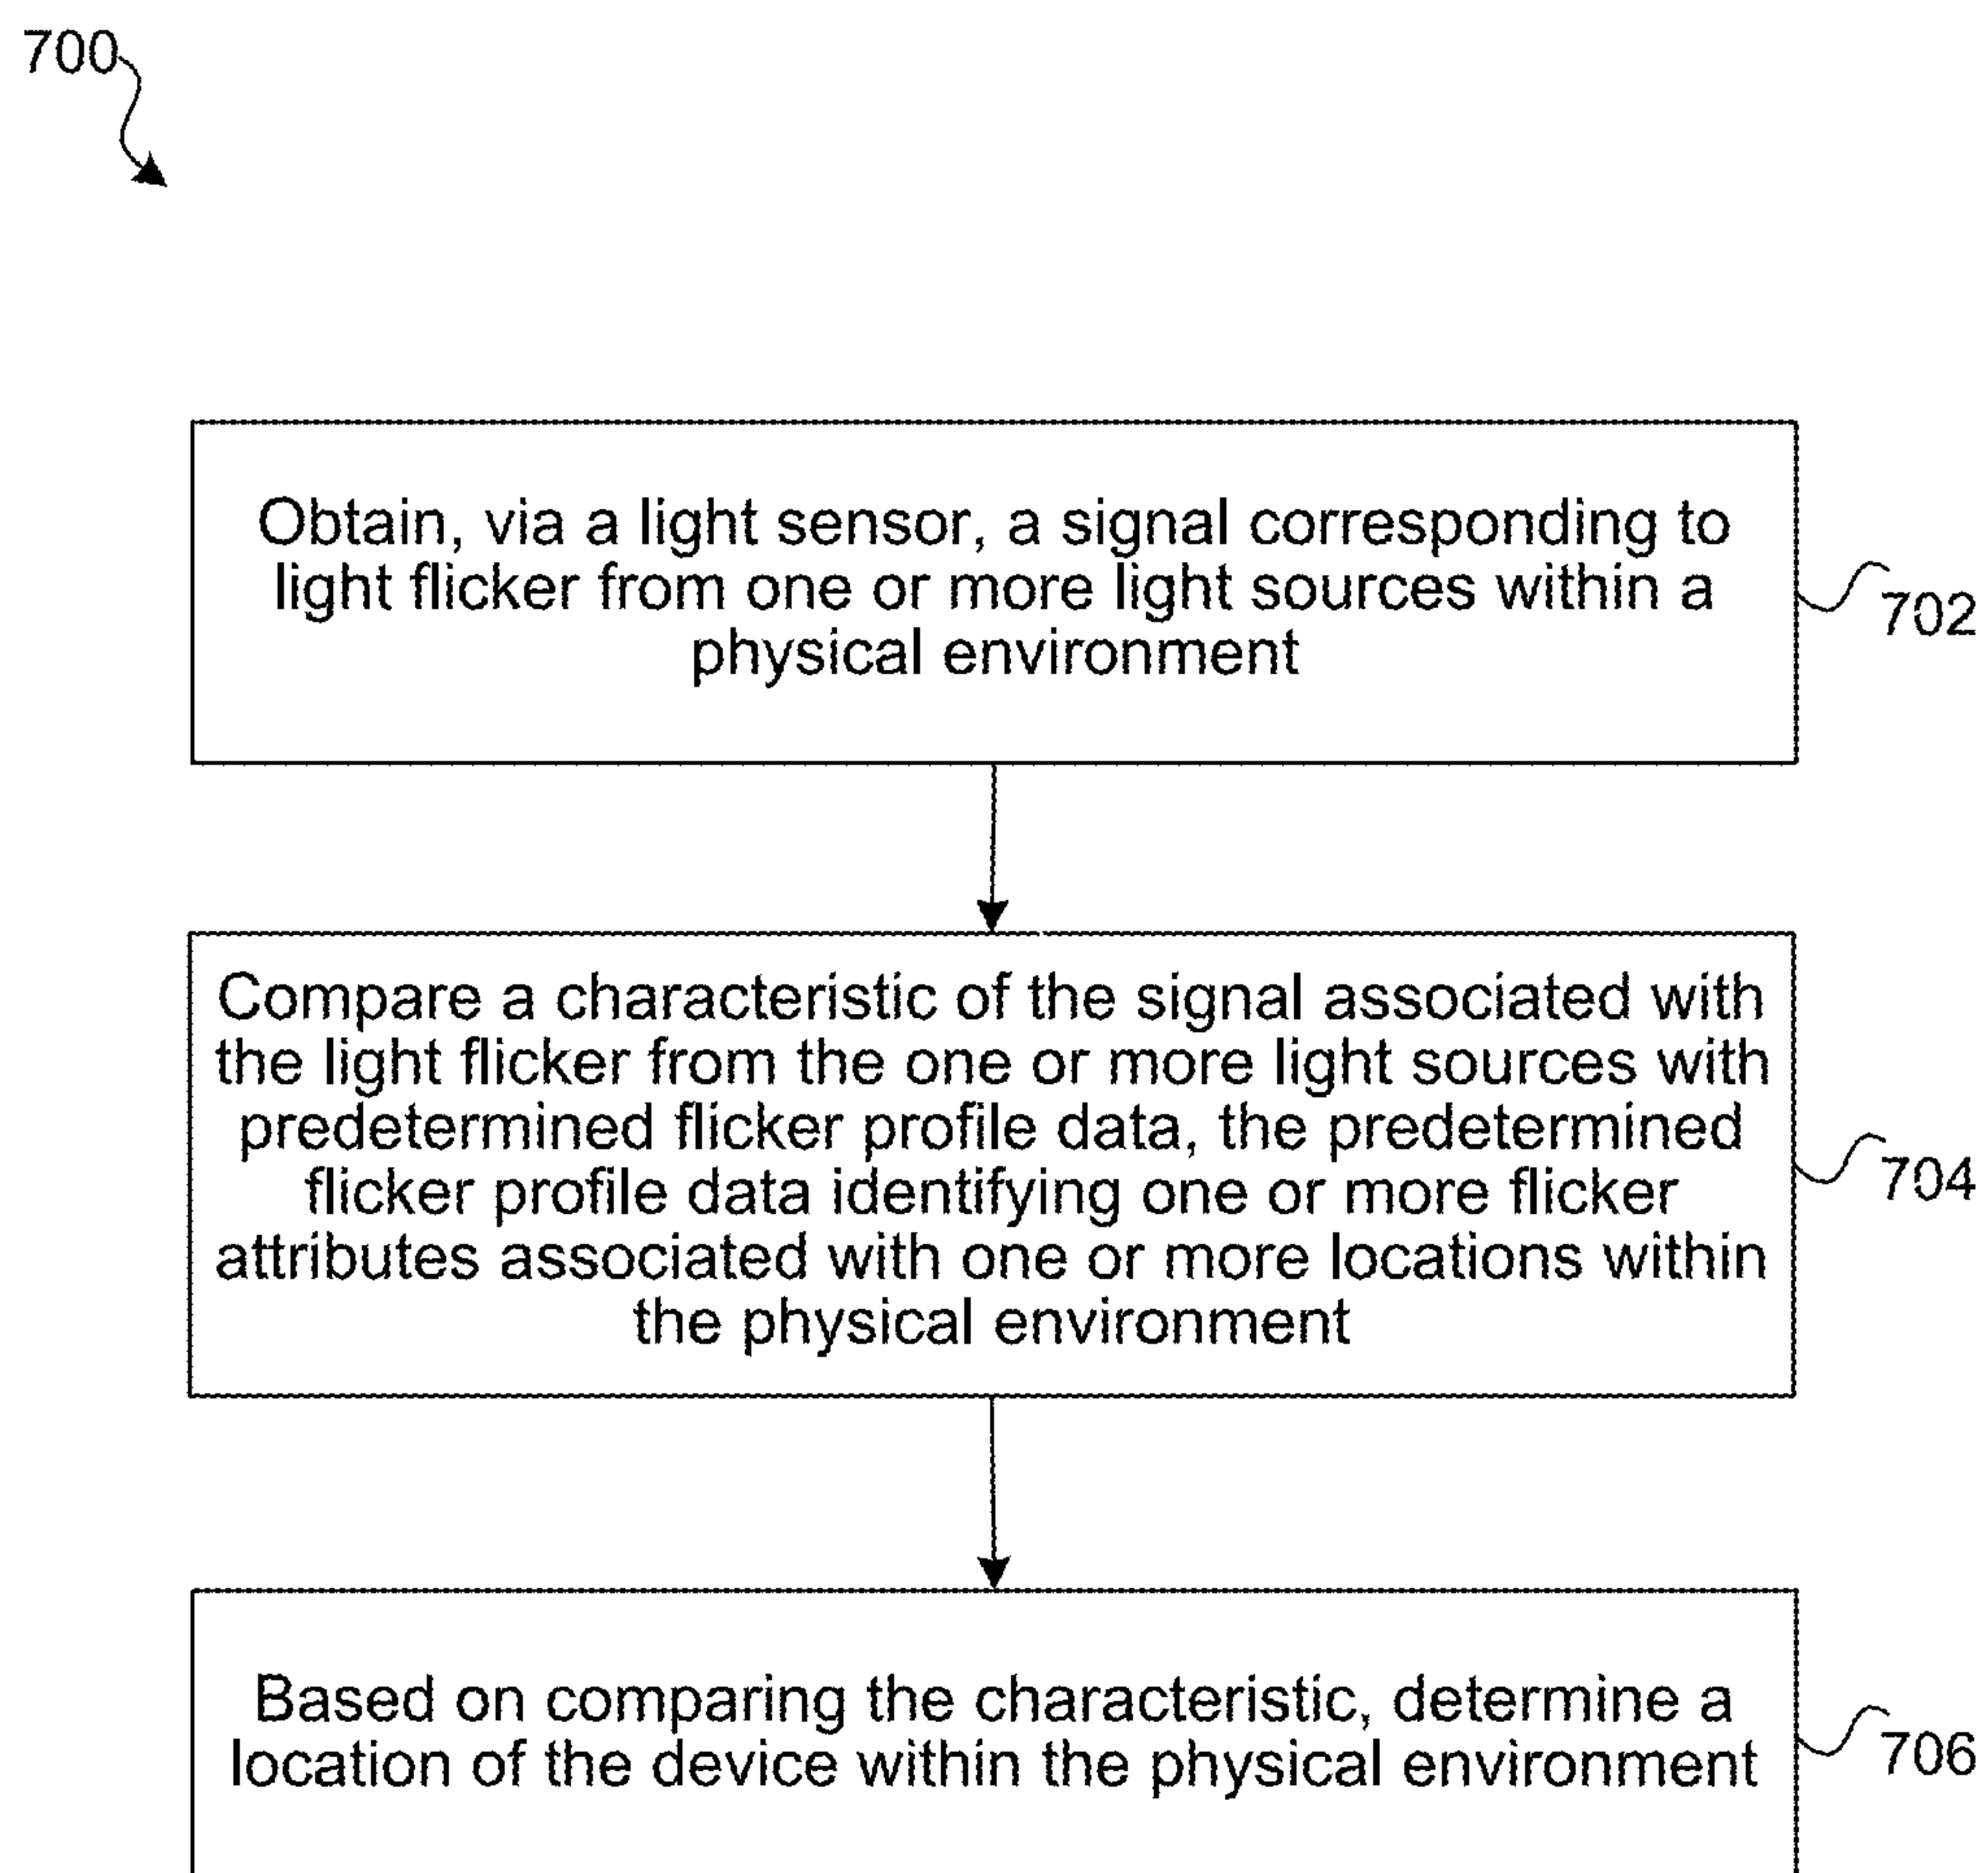 700
Obtain, via a light sensor, a signal corresponding to
light flicker from one or more light sources within a
physical environment
702
Compare a characteristic of the signal associated with
the light flicker from the one or more light sources with
predetermined flicker profile data, the predetermined
flicker profile data identifying one or more flicker
attributes associated with one or more locations within
the physical environment
704
Based on comparing the characteristic, determine a
location of the device within the physical environment
706